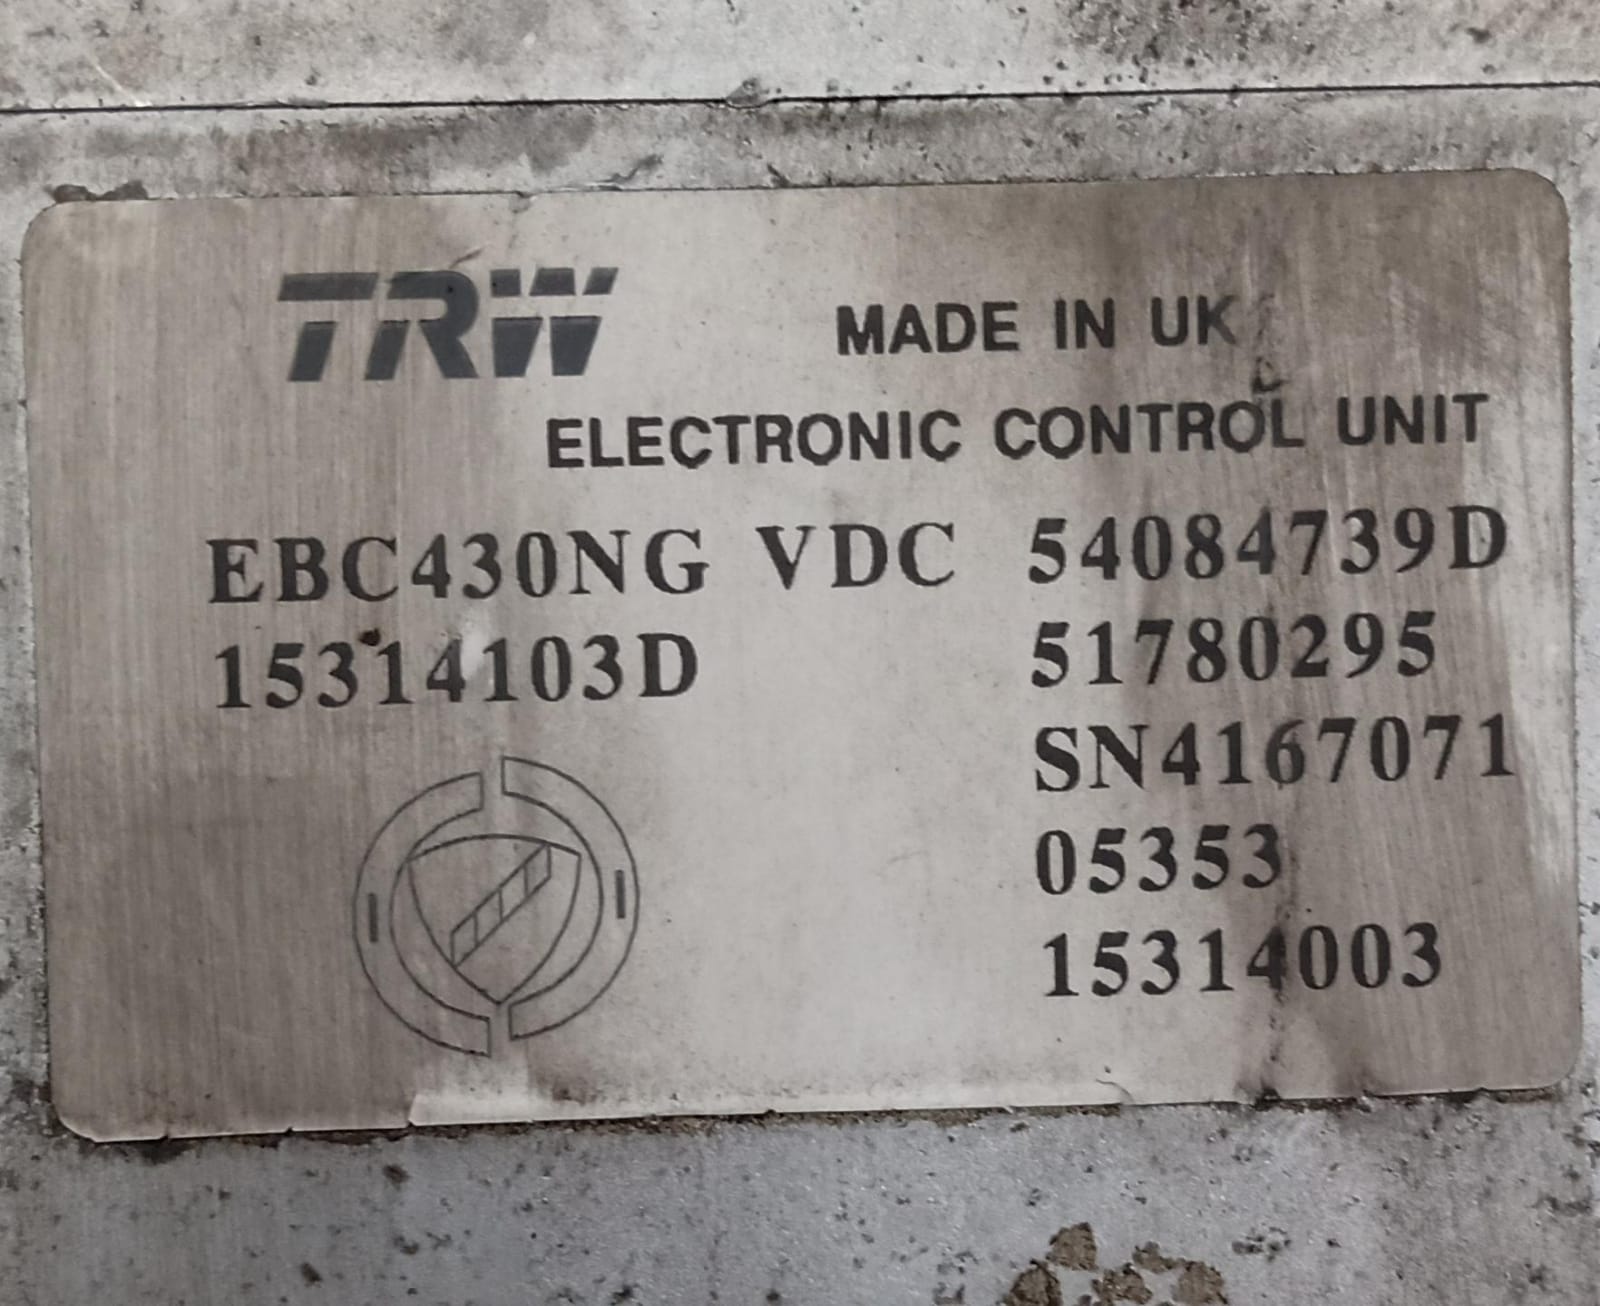 TRW MADE IN UK
ELECTRONIC CONTROL UNIT
EBC430NG VDC 54084739D
15314103D 51780295
SN4167071
05353
15314003